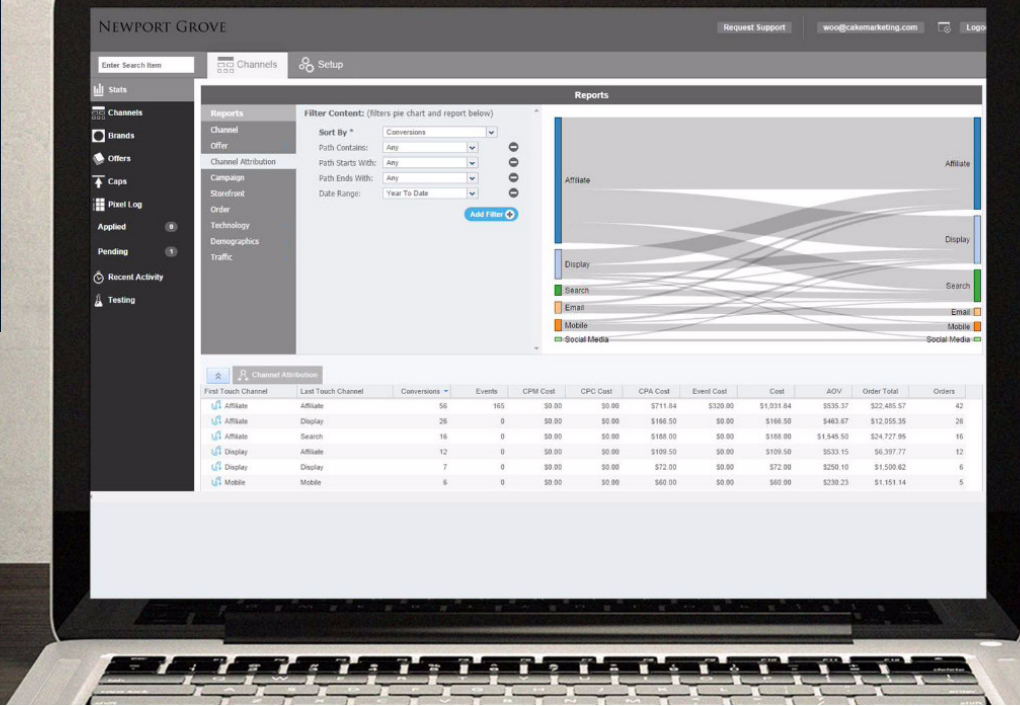 NEWPORT GROVE
Request Support
woo@cakemarketing.com
Logo
Enter Search Item
Channels
Setup
Stats
Channels
Brands
Offers
Caps
Pixel Log
Applied 0
Pending 1
Recent Activity
Testing
Reports
Reports
Channel
Offer
Channel Attribution
Campaign
Storefront
Order
Technology
Demographics
Traffic
Filter Content: (filters pie chart and report below)
Sort By * Conversions
Path Contains: Any
Path Starts With: Any
Path Ends With: Any
Date Range: Year To Date
Add Filter
Affiliate
Display
Search
Email
Mobile
Social Media
Affiliate
Display
Search
Email
Mobile
Social Media
Channel Attribution
First Touch Channel Last Touch Channel Conversions Events CPM Cost CPC Cost CPA Cost Event Cost Cost AOV Order Total Orders
Affiliate Affiliate 56 165 $0.00 $0.00 $711.84 $320.00 $1,031.84 $535.37 $22,485.57 42
Affiliate Display 26 0 $0.00 $0.00 $166.50 $0.00 $166.50 $463.67 $12,055.35 26
Affiliate Search 16 0 $0.00 $0.00 $188.00 $0.00 $188.00 $1,545.50 $24,727.95 16
Display Affiliate 12 0 $0.00 $0.00 $109.50 $0.00 $109.50 $533.15 $6,397.77 12
Display Display 7 0 $0.00 $0.00 $72.00 $0.00 $72.00 $250.10 $1,500.62 6
Mobile Mobile 6 0 $0.00 $0.00 $60.00 $0.00 $60.00 $230.23 $1,151.14 5
delete